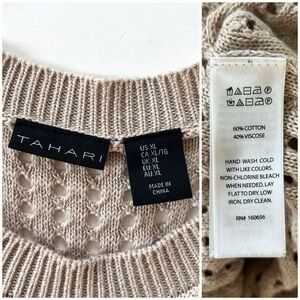 TAHARI
US XL
CA-XL/TG
UK XL
EU XL
AU XL
MADE IN
CHINA
60% COTTON
40% VISCOSE
HAND WASH COLD
WITH LIKE COLORS.
NON-CHLORINE BLEACH
WHEN NEEDED. LAY
FLAT TO DRY. LOW
IRON. DRY CLEAN.
RN# 160656